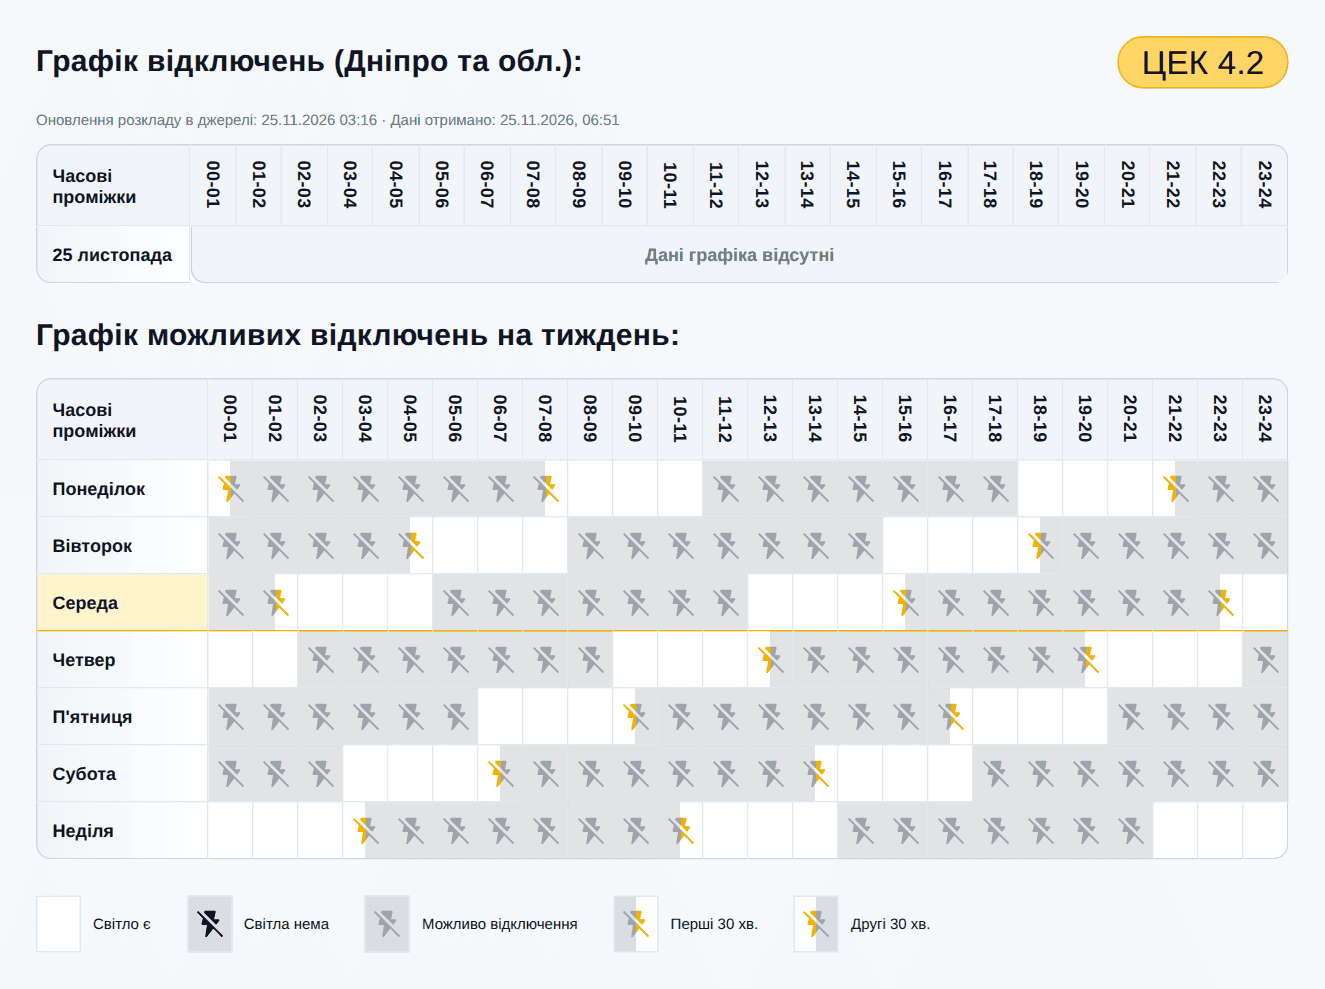 Графік відключень (Дніпро та обл.):
ЦЕК 4.2
Оновлення розкладу в джерелі: 25.11.2026 03:16 · Дані отримано: 25.11.2026, 06:51
Часові
проміжки
00-01 01-02 02-03 03-04 04-05 05-06 06-07 07-08 08-09 09-10 10-11 11-12 12-13 13-14 14-15 15-16 16-17 17-18 18-19 19-20 20-21 21-22 22-23 23-24
25 листопада Дані графіка відсутні
Графік можливих відключень на тиждень:
Часові
проміжки
00-01 01-02 02-03 03-04 04-05 05-06 06-07 07-08 08-09 09-10 10-11 11-12 12-13 13-14 14-15 15-16 16-17 17-18 18-19 19-20 20-21 21-22 22-23 23-24
Понеділок
Вівторок
Середа
Четвер
П'ятниця
Субота
Неділя
Світло є Світла нема Можливо відключення Перші 30 хв. Другі 30 хв.